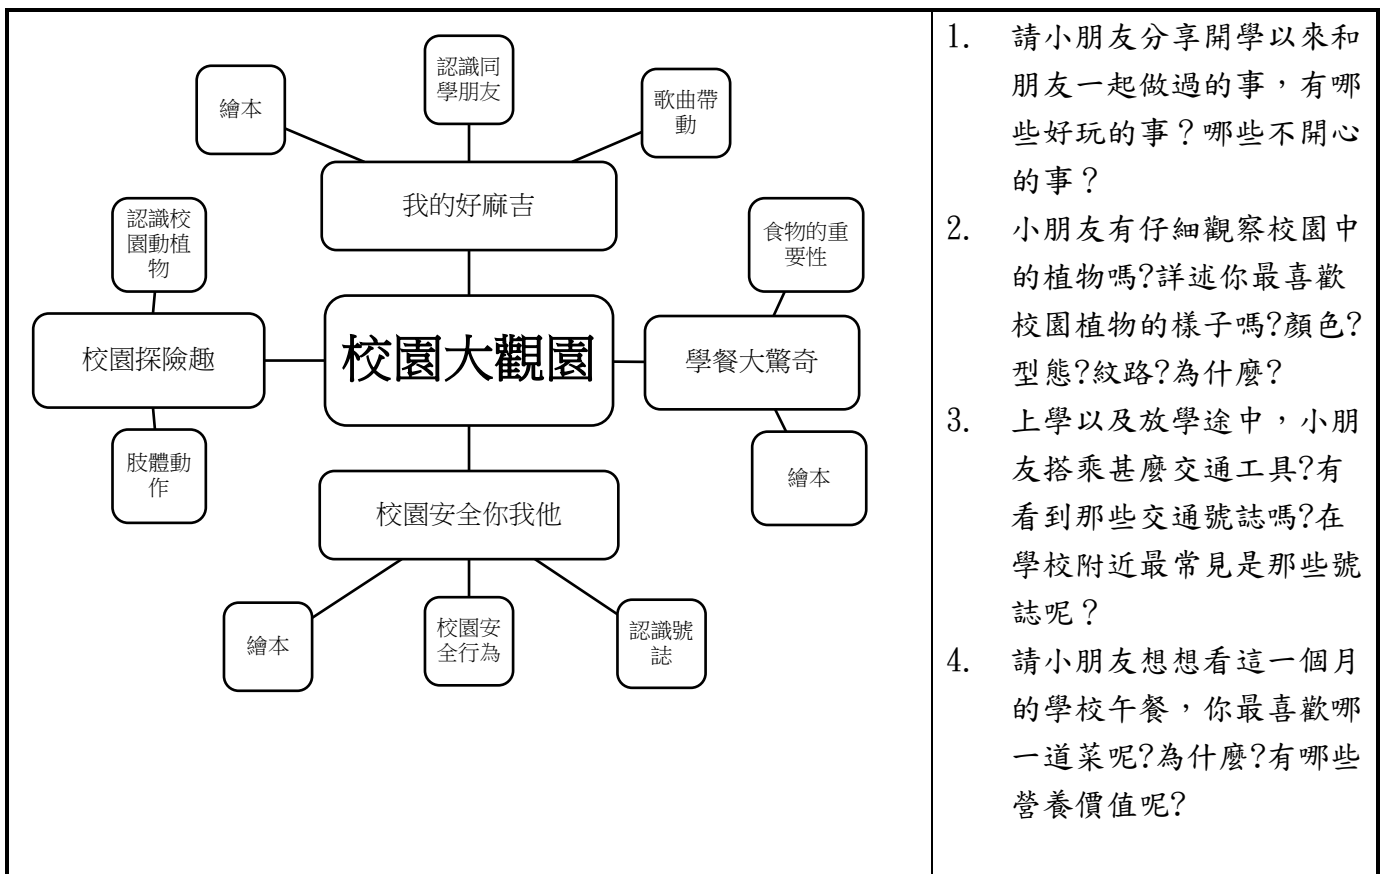 認識同
學朋友
繪本
歌曲帶
動
我的好麻吉
認識校
園動植
物
食物的重
要性
校園探險趣
校園大觀園
學餐大驚奇
肢體動
作
繪本
校園安全你我他
繪本
校園安
全行為
認識號
誌
1. 請小朋友分享開學以來和
朋友一起做過的事，有哪
些好玩的事？哪些不開心
的事？
2. 小朋友有仔細觀察校園中
的植物嗎?詳述你最喜歡
校園植物的樣子嗎?顏色?
型態?紋路?為什麼?
3. 上學以及放學途中，小朋
友搭乘甚麼交通工具?有
看到那些交通號誌嗎?在
學校附近最常見是那些號
誌呢？
4. 請小朋友想想看這一個月
的學校午餐，你最喜歡哪
一道菜呢?為什麼?有哪些
營養價值呢?